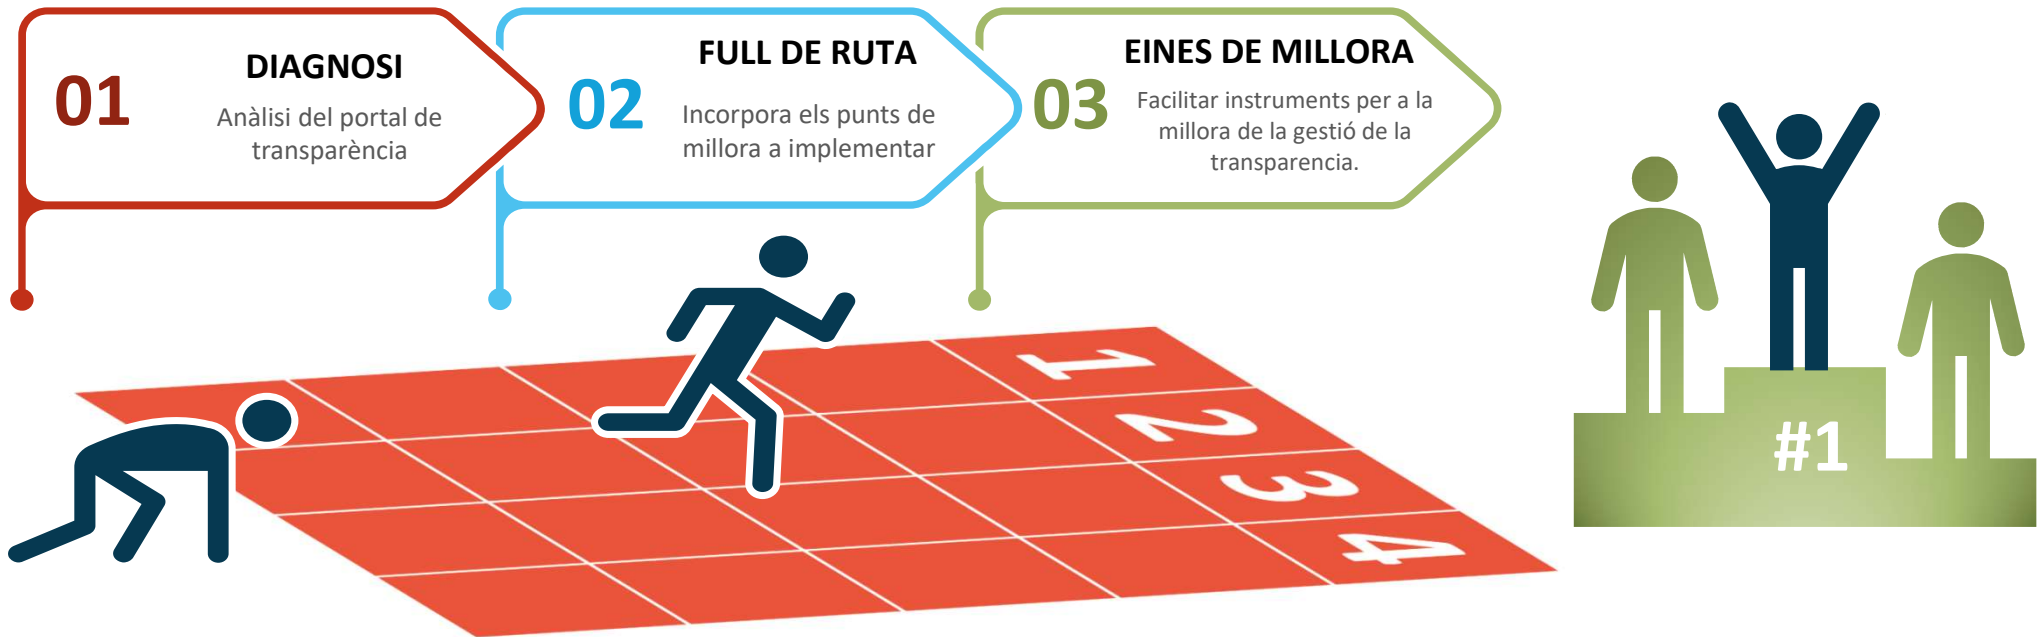 01
DIAGNOSI
Anàlisi del portal de
transparència
02
FULL DE RUTA
Incorpora els punts de
millora a implementar
03
EINES DE MILLORA
Facilitar instruments per a la
millora de la gestió de la
transparencia.
1
2
3
4
#1